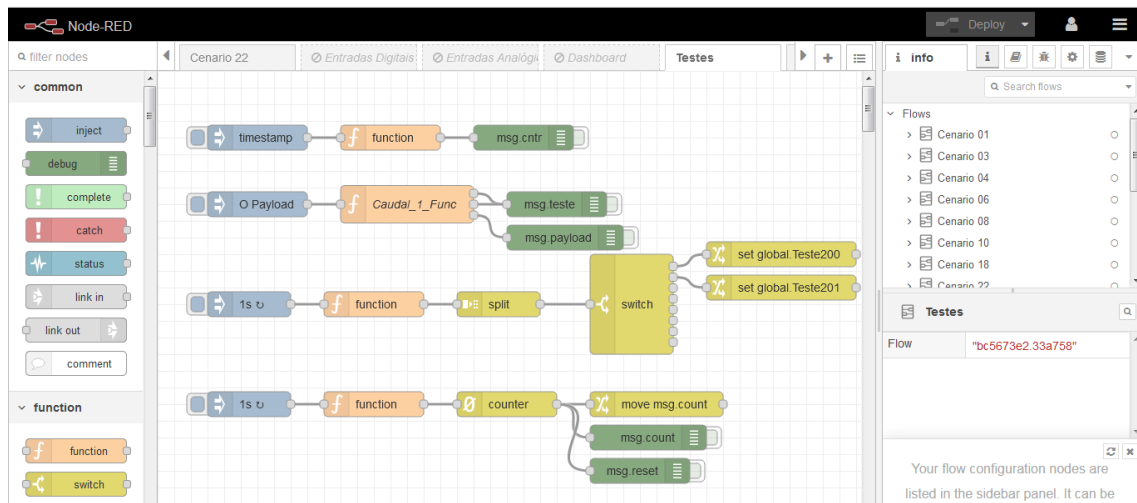 Node-RED
Deploy
filter nodes
Cenario 22
Entradas Digitais
Entradas Analógi
Dashboard
Testes
i info
i
Search flows
common
inject
debug
complete
catch
status
link in
link out
comment
function
function
switch
timestamp
function
msg.cntr
O Payload
Caudal_1_Func
msg.teste
msg.payload
1s ↻
function
split
switch
set global.Teste200
set global.Teste201
1s ↻
function
counter
move msg.count
msg.count
msg.reset
Flows
Cenario 01
Cenario 03
Cenario 04
Cenario 06
Cenario 08
Cenario 10
Cenario 18
Cenario 22
Testes
Flow
"bc5673e2.33a758"
Your flow configuration nodes are
listed in the sidebar panel. It can be